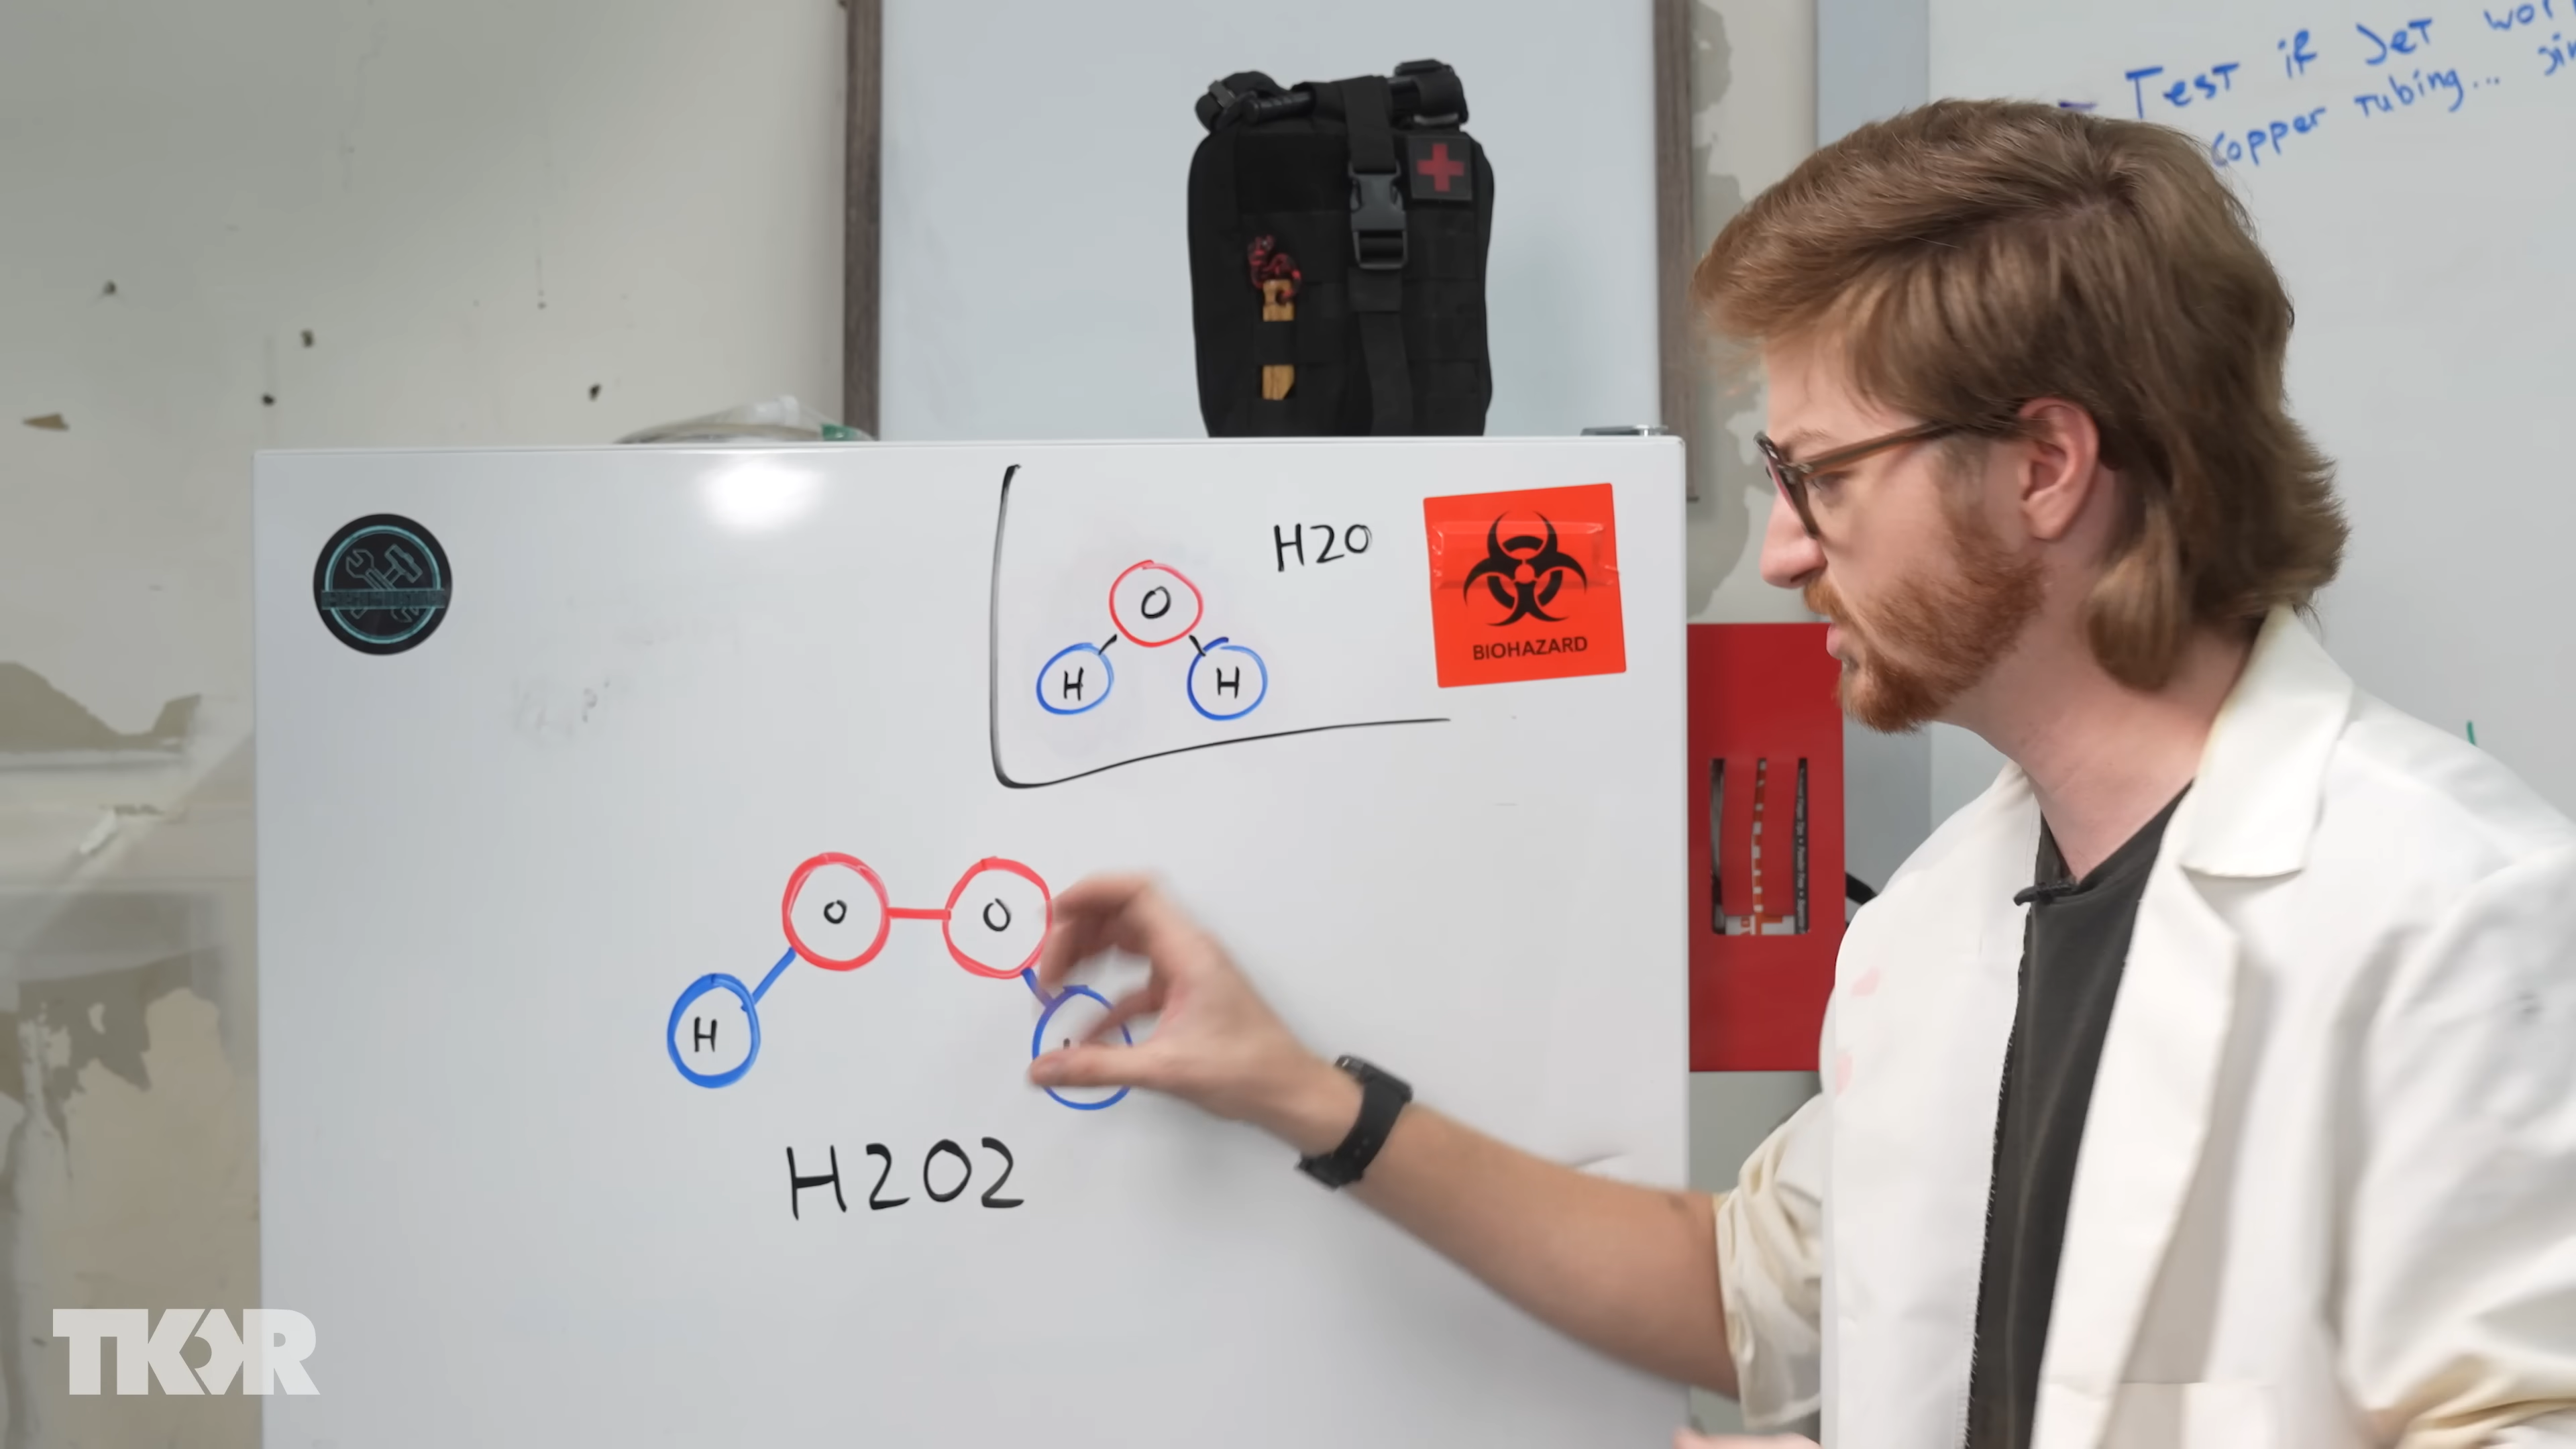 - Test if Jet
copper tubing...
H2O
O
H H
BIOHAZARD
O O
H
H2O2
TKOR